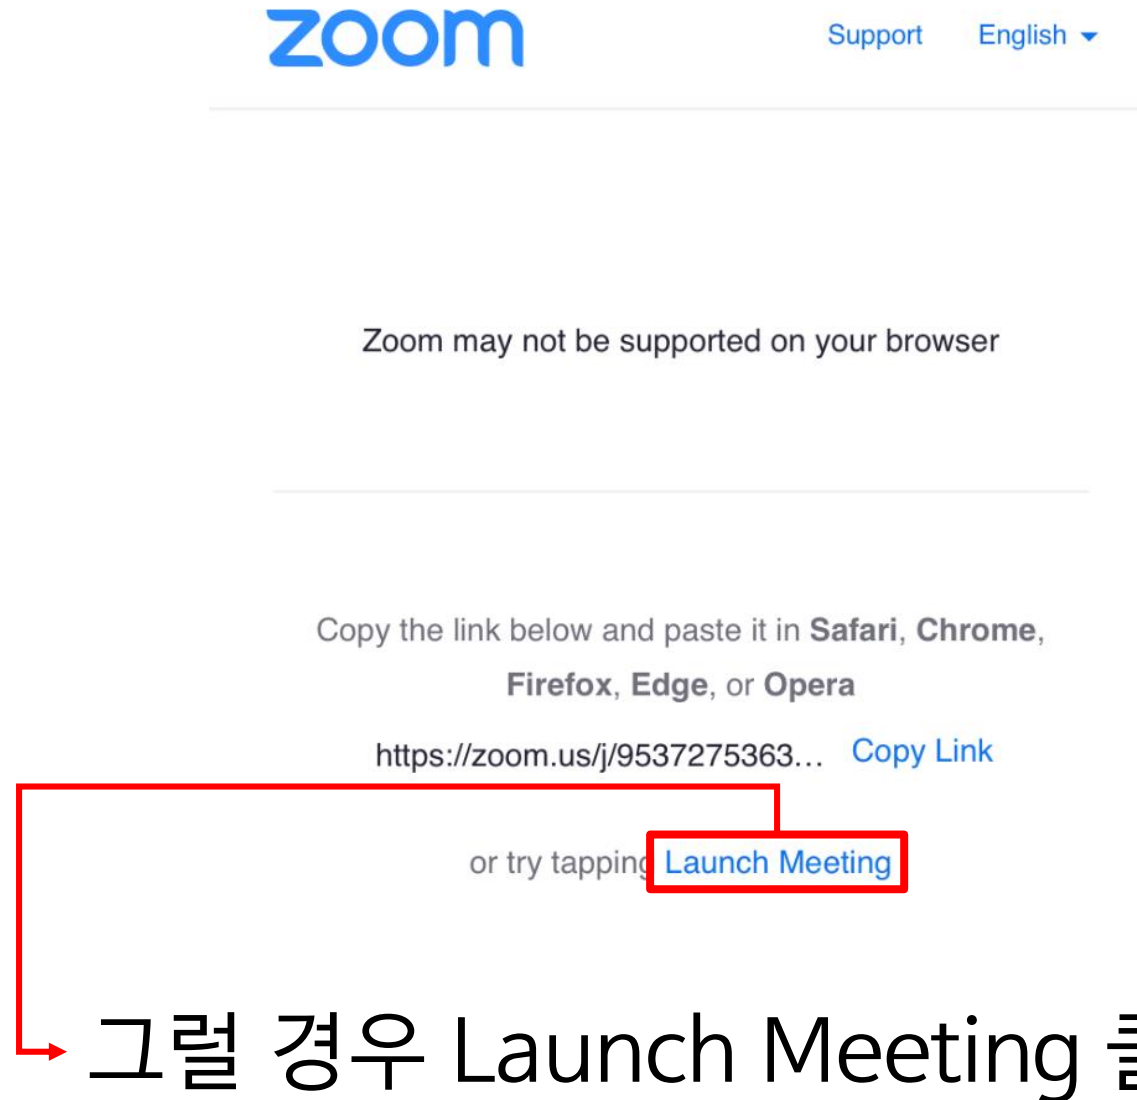 zoom
Support English
Zoom may not be supported on your browser
Copy the link below and paste it in Safari, Chrome,
Firefox, Edge, or Opera
https://zoom.us/j/9537275363... Copy Link
or try tapping Launch Meeting
그럴 경우 Launch Meeting